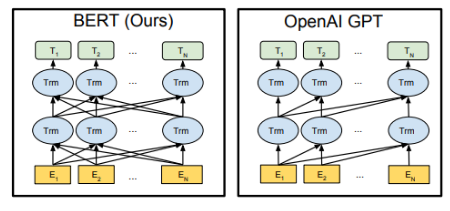 BERT (Ours)
T1 T2 ... TN
Trm Trm ... Trm
Trm Trm ... Trm
E1 E2 ... EN
OpenAI GPT
T1 T2 ... TN
Trm Trm ... Trm
Trm Trm ... Trm
E1 E2 ... EN